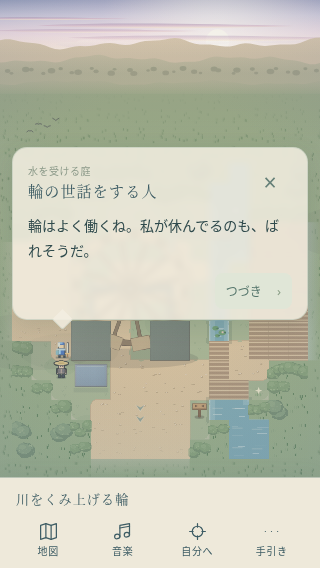 水を受ける庭
輪の世話をする人
輪はよく働くね。私が休んでるのも、ば
れそうだ。
つづき ›
川をくみ上げる輪
地図
音楽
自分へ
手引き